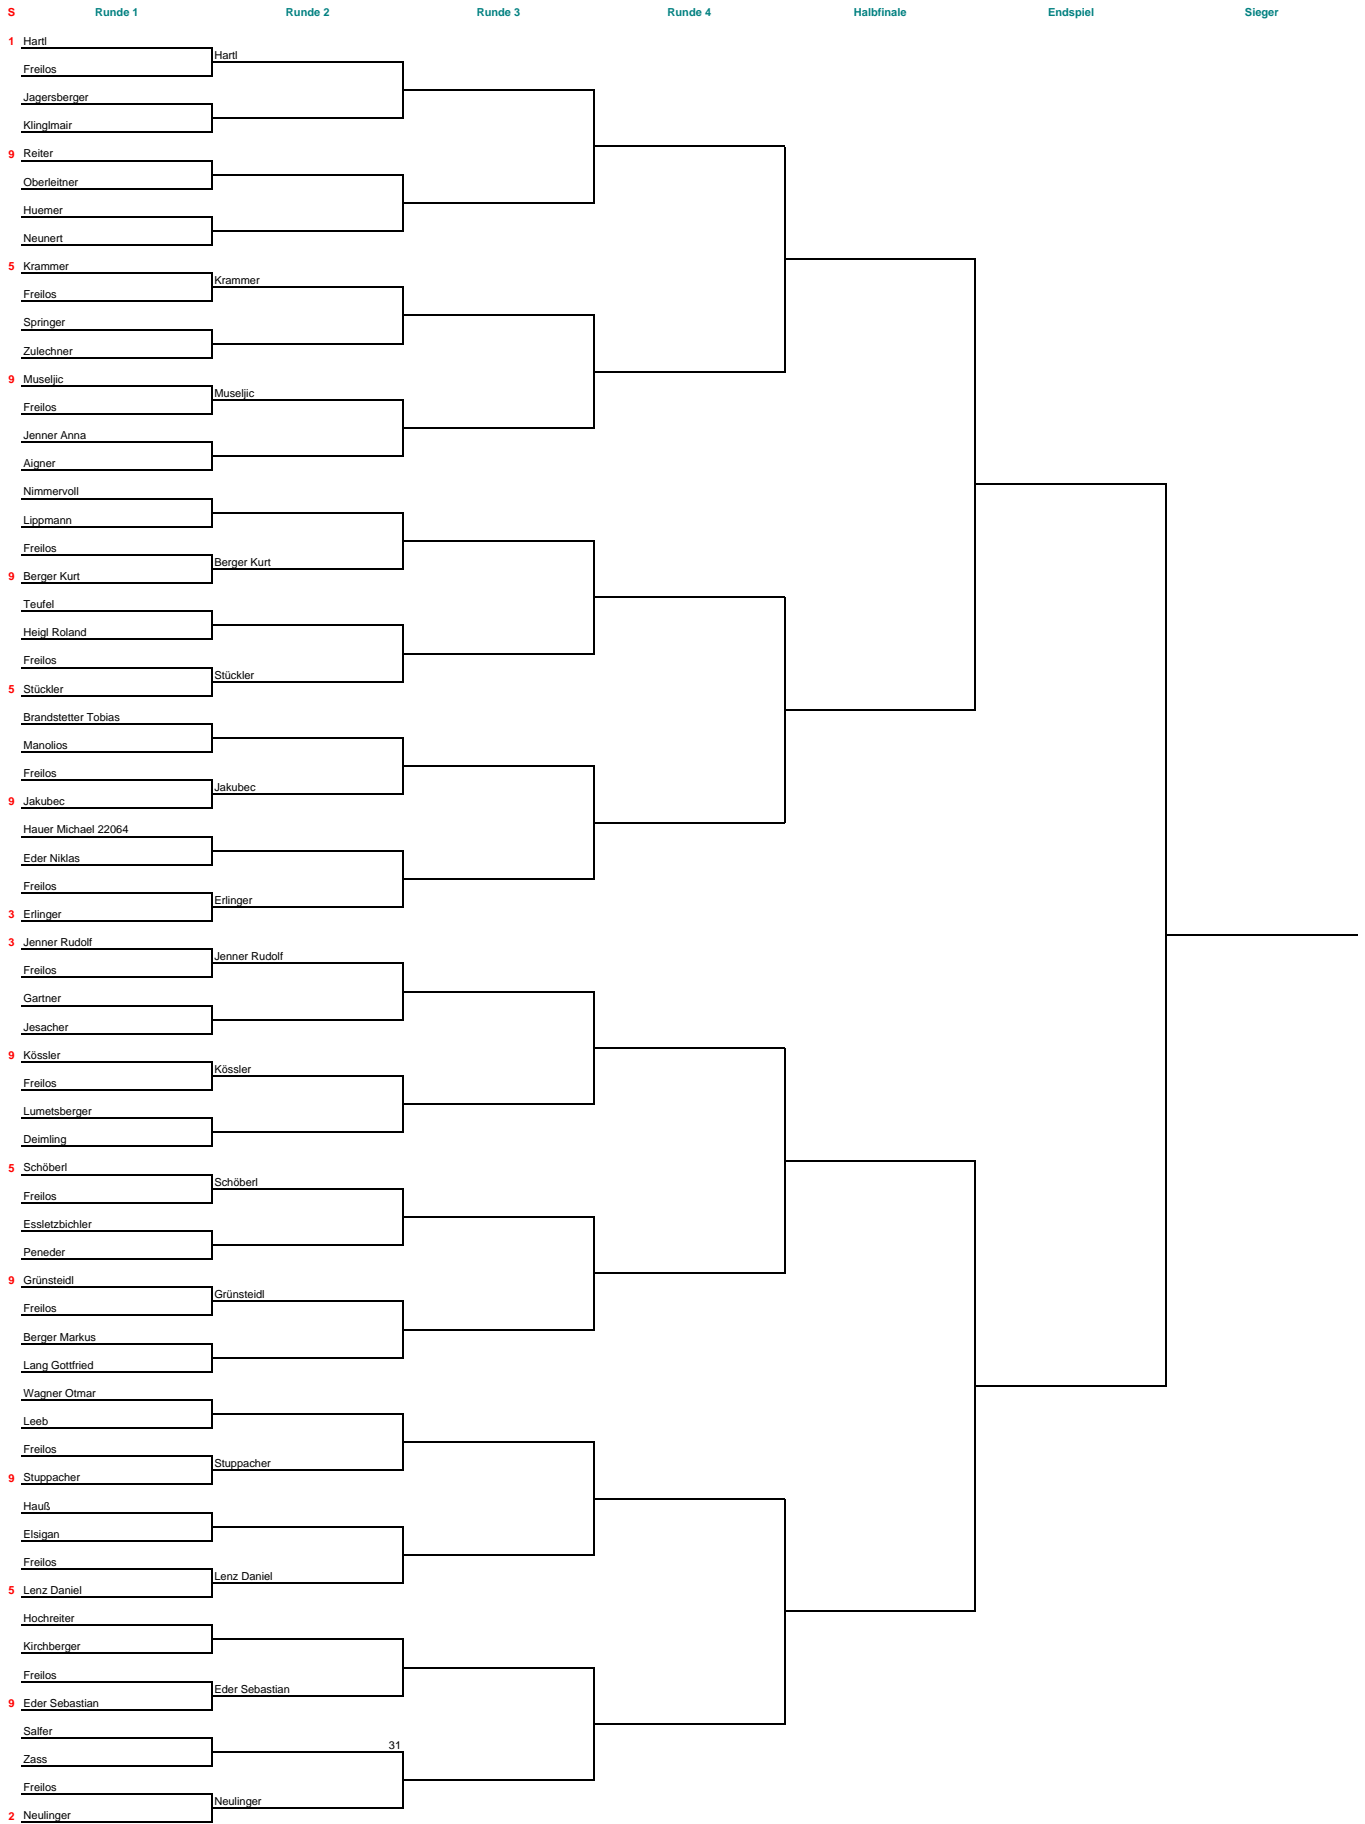 S Runde 1 Runde 2 Runde 3 Runde 4 Halbfinale Endspiel Sieger
1 Hartl
Hartl
Freilos
Jagersberger
Klinglmair
9 Reiter
Oberleitner
Huemer
Neunert
5 Krammer
Krammer
Freilos
Springer
Zulechner
9 Museljic
Museljic
Freilos
Jenner Anna
Aigner
Nimmervoll
Lippmann
Freilos
Berger Kurt
9 Berger Kurt
Teufel
Heigl Roland
Freilos
Stückler
5 Stückler
Brandstetter Tobias
Manolios
Freilos
Jakubec
9 Jakubec
Hauer Michael 22064
Eder Niklas
Freilos
Erlinger
3 Erlinger
3 Jenner Rudolf
Jenner Rudolf
Freilos
Gartner
Jesacher
9 Kössler
Kössler
Freilos
Lumetsberger
Deimling
5 Schöberl
Schöberl
Freilos
Essletzbichler
Peneder
9 Grünsteidl
Grünsteidl
Freilos
Berger Markus
Lang Gottfried
Wagner Otmar
Leeb
Freilos
Stuppacher
9 Stuppacher
Hauß
Elsigan
Freilos
Lenz Daniel
5 Lenz Daniel
Hochreiter
Kirchberger
Freilos
Eder Sebastian
9 Eder Sebastian
Salfer
31
Zass
Freilos
Neulinger
2 Neulinger